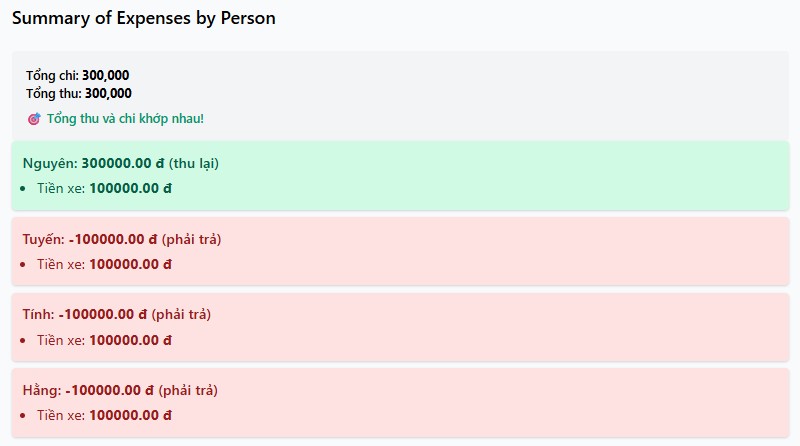 Summary of Expenses by Person
Tổng chi: 300,000
Tổng thu: 300,000
🎯 Tổng thu và chi khớp nhau!
Nguyên: 300000.00 đ (thu lại)
• Tiền xe: 100000.00 đ
Tuyến: -100000.00 đ (phải trả)
• Tiền xe: 100000.00 đ
Tính: -100000.00 đ (phải trả)
• Tiền xe: 100000.00 đ
Hằng: -100000.00 đ (phải trả)
• Tiền xe: 100000.00 đ